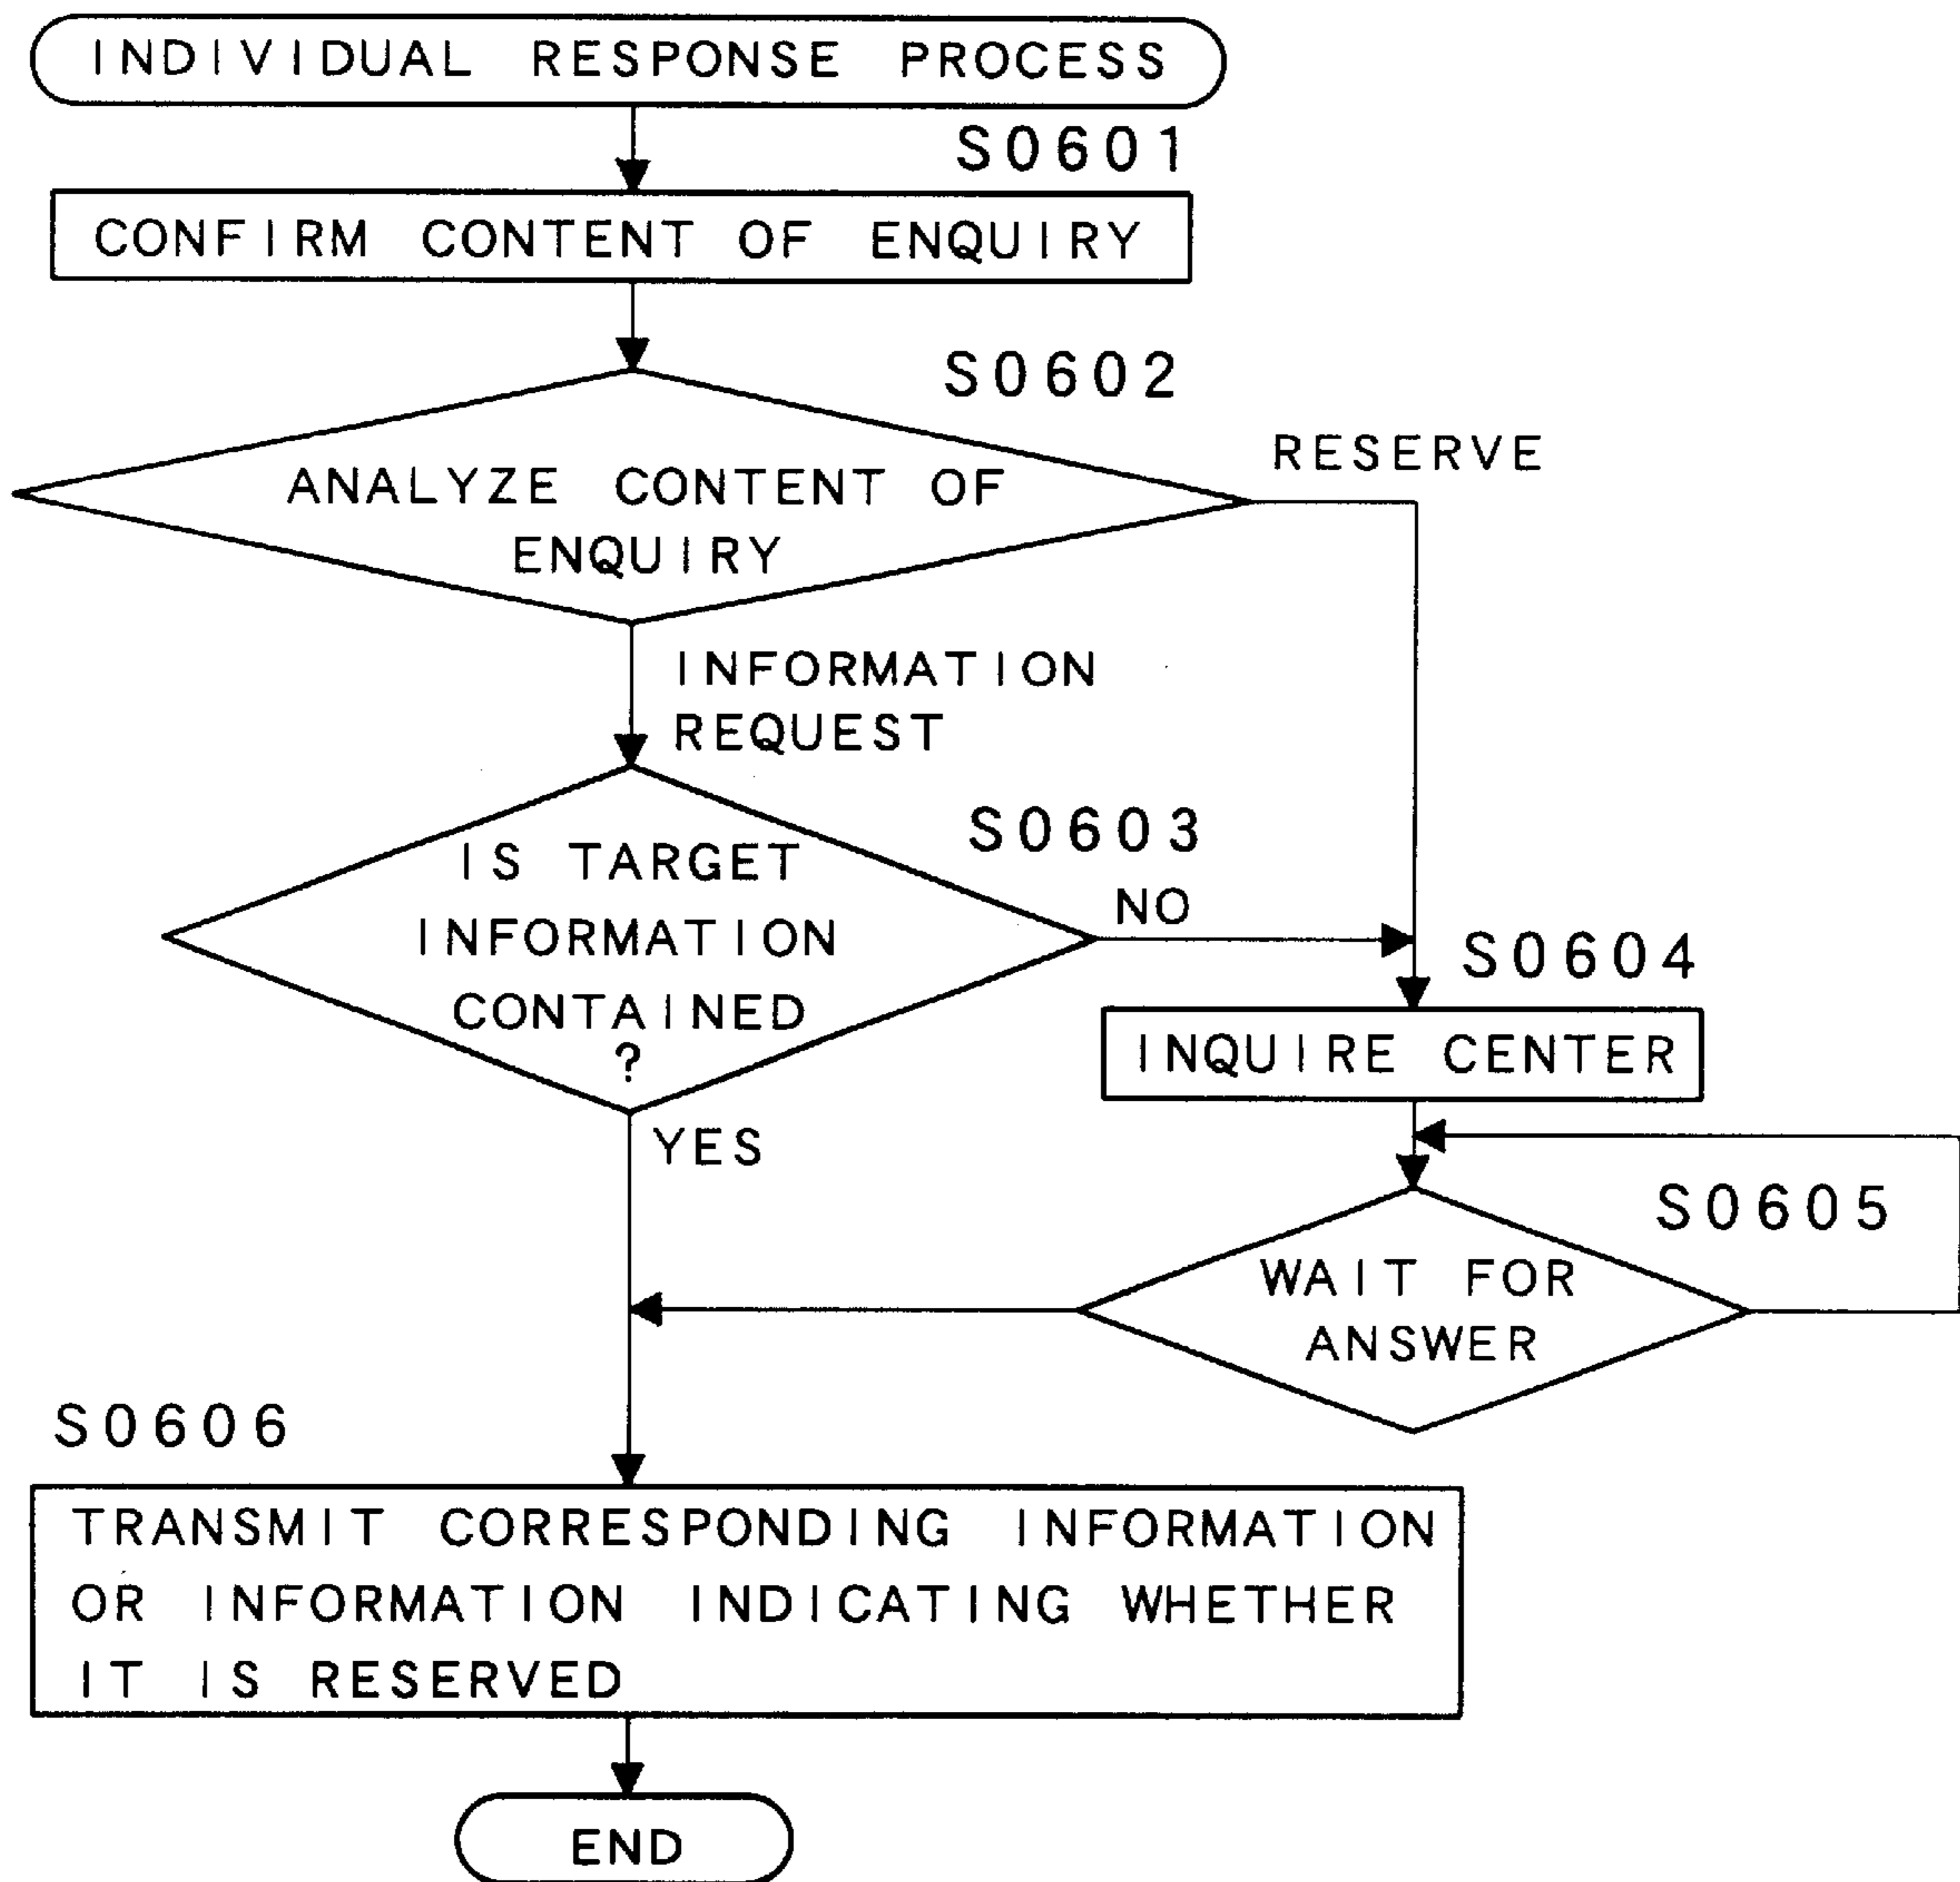 INDIVIDUAL RESPONSE PROCESS
S0601
CONFIRM CONTENT OF ENQUIRY
S0602
RESERVE
ANALYZE CONTENT OF
ENQUIRY
INFORMATION
REQUEST
S0603
IS TARGET
INFORMATION
CONTAINED
?
NO
S0604
INQUIRE CENTER
YES
S0605
WAIT FOR
ANSWER
S0606
TRANSMIT CORRESPONDING INFORMATION
OR INFORMATION INDICATING WHETHER
IT IS RESERVED
END